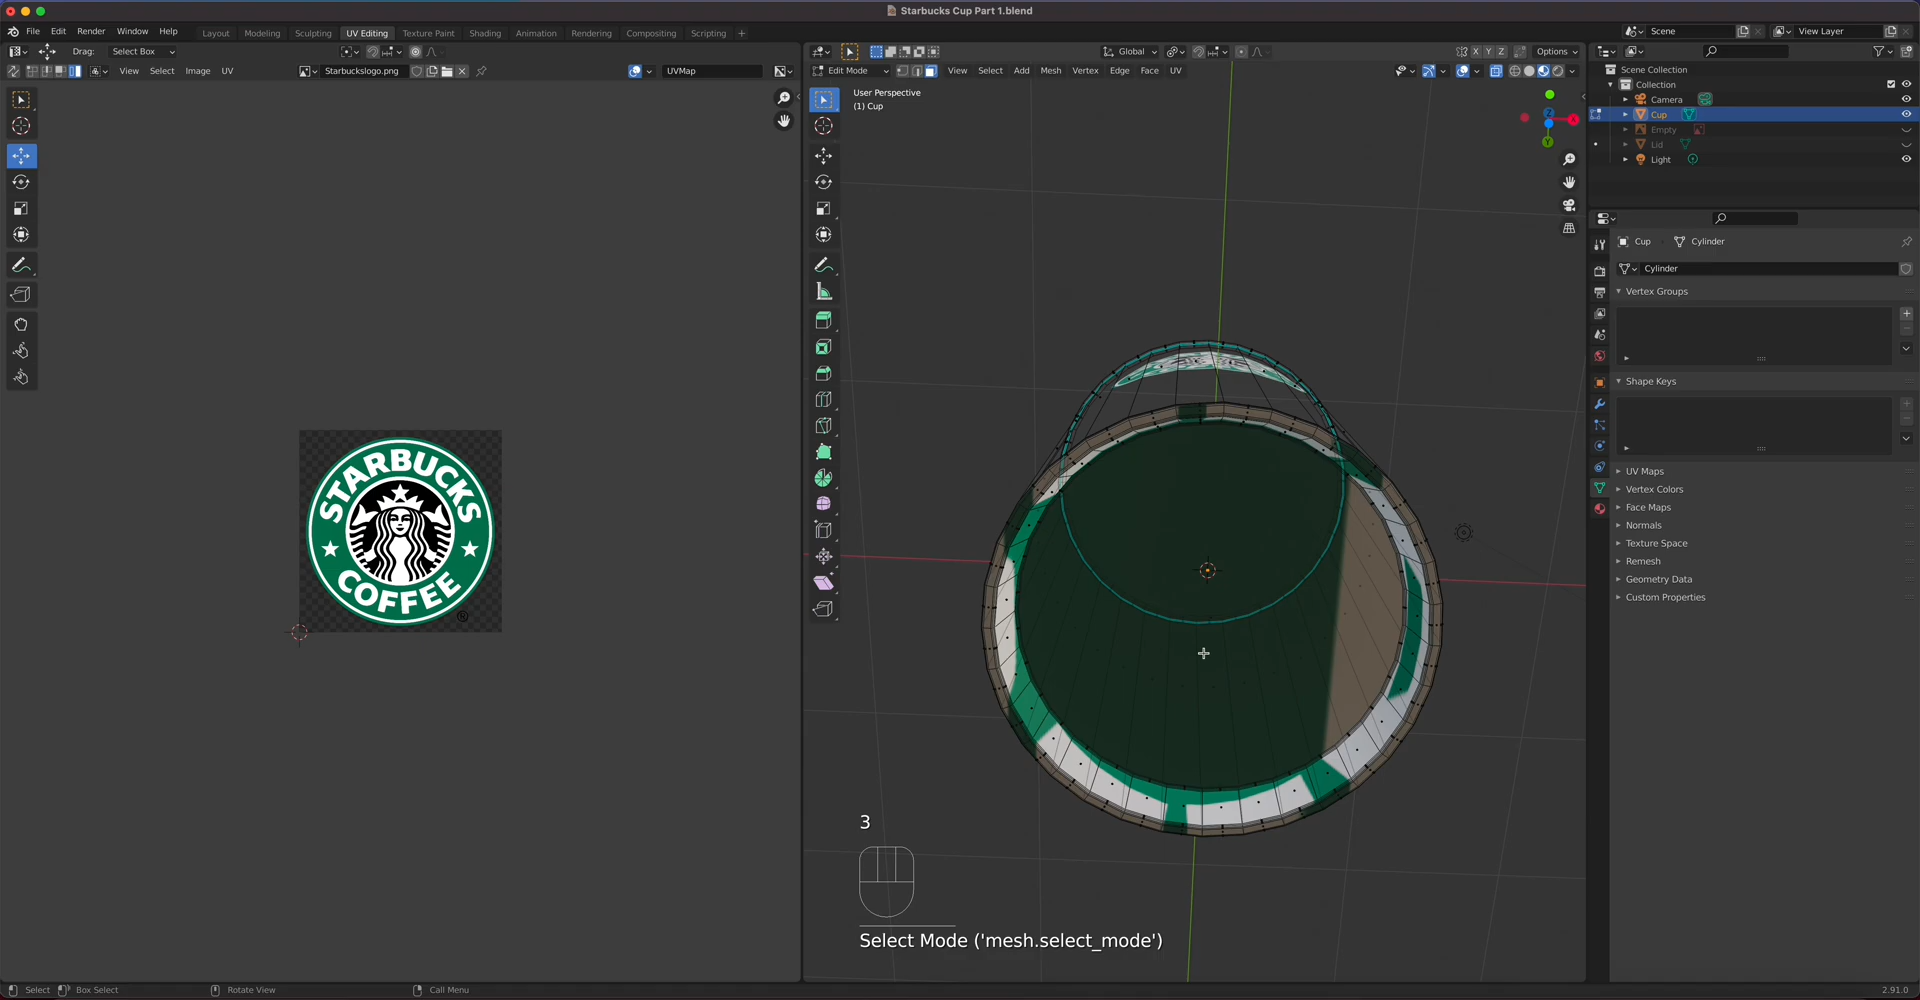 Starbucks Cup Part 1.blend
File Edit Render Window Help
Layout Modeling Sculpting UV Editing Texture Paint Shading Animation Rendering Compositing Scripting +
Scene
View Layer
Drag: Select Box
Global
X Y Z
Options
View Select Image UV
Starbuckslogo.png
UVMap
Edit Mode
View Select Add Mesh Vertex Edge Face UV
User Perspective
(1) Cup
Z
X
Y
STARBUCKS
COFFEE
®
3
Select Mode ('mesh.select_mode')
Scene Collection
Collection
Camera
Cup
Empty
Lid
Light
Cup
Cylinder
Cylinder
Vertex Groups
Shape Keys
UV Maps
Vertex Colors
Face Maps
Normals
Texture Space
Remesh
Geometry Data
Custom Properties
Select
Box Select
Rotate View
Call Menu
2.91.0